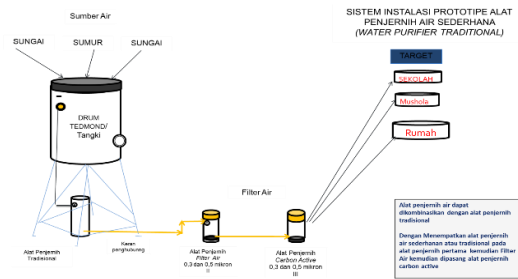 Sumber Air
SUNGAI
SUMUR
SUNGAI
DRUM
TEDMOND/
Tangki
Alat Penjernih
Tradisional
Keran
penghubung
Filter Air
Alat Penjernih
Filter Air
0.3 dan 0,5 mikron
II
Alat Penjernih
Carbon Active
0.3 dan 0,5 mikron
III
SISTEM INSTALASI PROTOTIPE ALAT
PENJERNIH AIR SEDERHANA
(WATER PURIFIER TRADITIONAL)
TARGET
SEKOLAH
Mushola
Rumah
Alat penjernih air dapat
dikombinasikan dengan alat penjernih
tradisional
Dengan Menempatkan alat penjernih
air sederhanan atau tradisional pada
alat penjernih pertama kemudian Filter
Air kemudian dipasang alat penjernih
carbon active